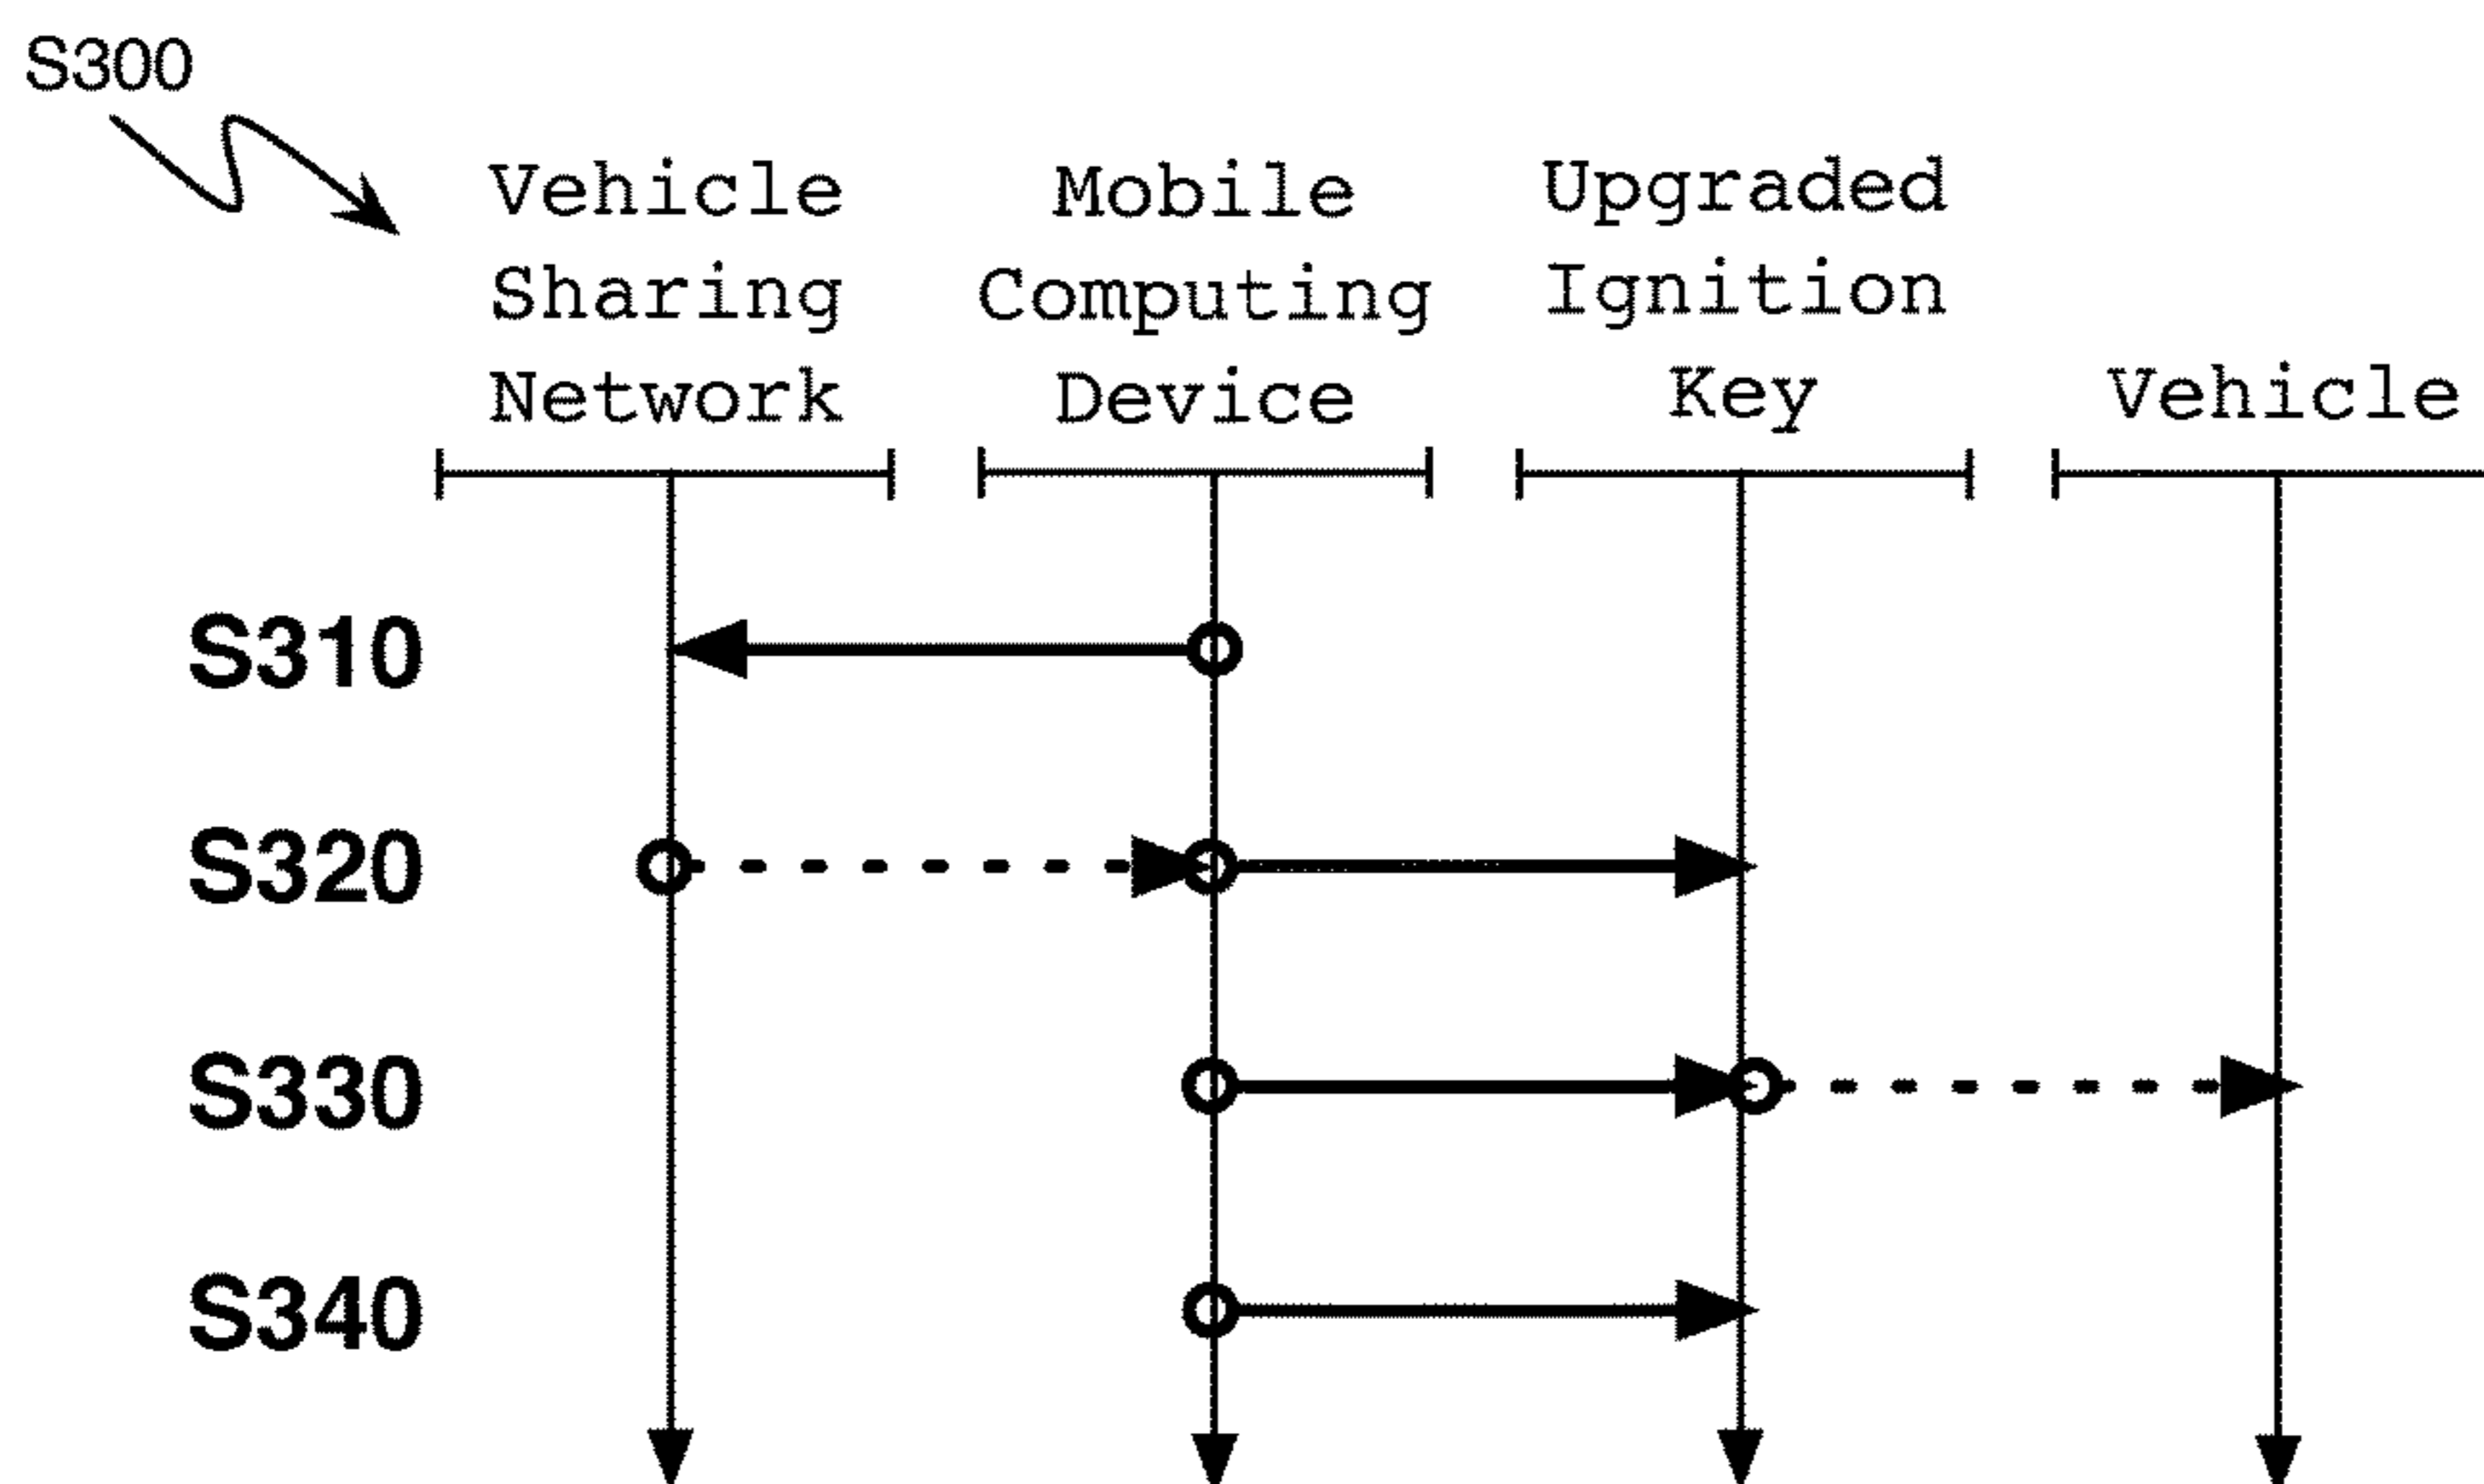 S300
Vehicle
Sharing
Network
Mobile
Computing
Device
Upgraded
Ignition
Key
Vehicle
S310
S320
S330
S340